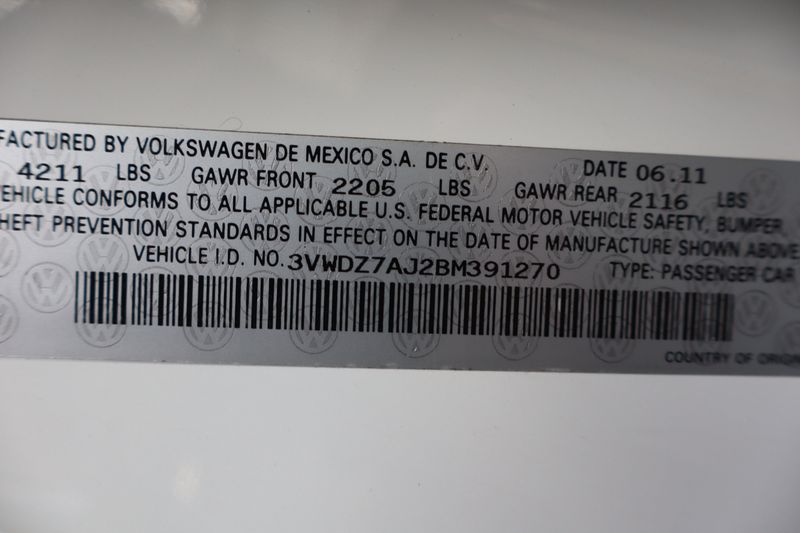 FACTURED BY VOLKSWAGEN DE MEXICO S.A. DE C.V. DATE 06.11
4211 LBS GAWR FRONT 2205 LBS GAWR REAR 2116 LBS
VEHICLE CONFORMS TO ALL APPLICABLE U.S. FEDERAL MOTOR VEHICLE SAFETY, BUMPER
HEFT PREVENTION STANDARDS IN EFFECT ON THE DATE OF MANUFACTURE SHOWN ABOVE
VEHICLE I.D. NO. 3VWDZ7AJ2BM391270 TYPE: PASSENGER CAR
COUNTRY OF ORIGIN